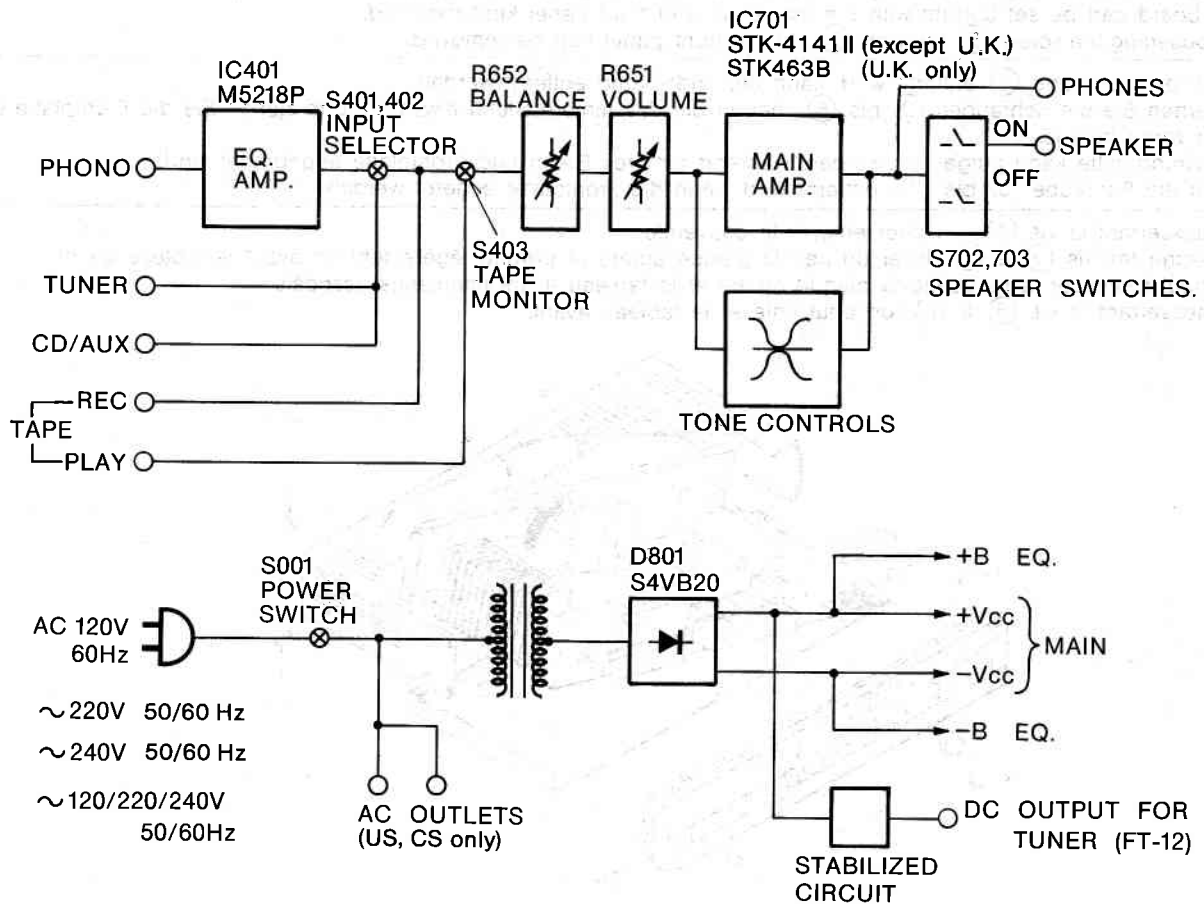 IC401
M5218P
S401,402
INPUT
SELECTOR
R652
BALANCE
R651
VOLUME
IC701
STK-4141II (except U.K.)
STK463B (U.K. only)
PHONES
ON
SPEAKER
OFF
PHONO
EQ.
AMP.
MAIN
AMP.
S403
TAPE
MONITOR
S702,703
SPEAKER SWITCHES.
TUNER
CD/AUX
REC
TAPE
PLAY
TONE CONTROLS
S001
POWER
SWITCH
D801
S4VB20
+B EQ.
+Vcc
MAIN
-Vcc
-B EQ.
AC 120V
60Hz
~220V 50/60 Hz
~240V 50/60 Hz
~120/220/240V
50/60Hz
AC OUTLETS
(US, CS only)
DC OUTPUT FOR
TUNER (FT-12)
STABILIZED
CIRCUIT